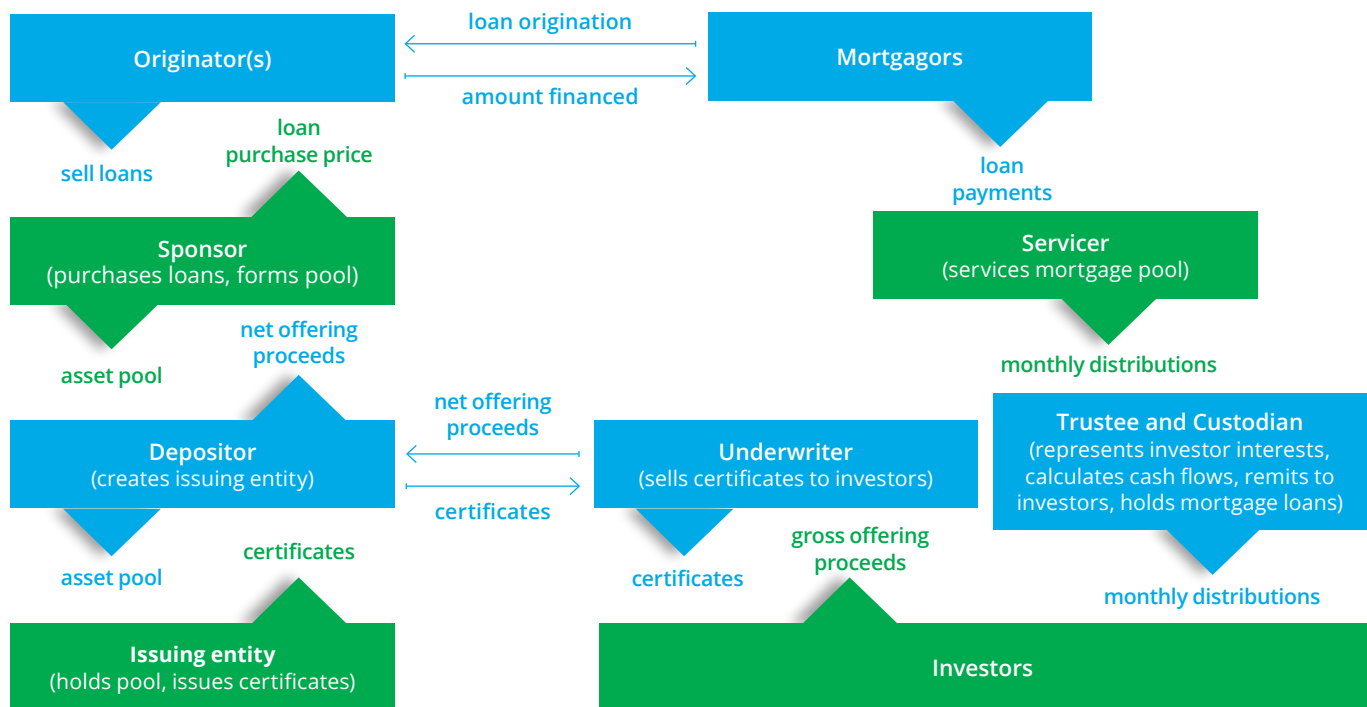 loan origination
Originator(s)
Mortgagors
amount financed
loan
purchase price
sell loans
loan
payments
Sponsor
(purchases loans, forms pool)
Servicer
(services mortgage pool)
net offering
proceeds
asset pool
monthly distributions
net offering
proceeds
Depositor
(creates issuing entity)
Underwriter
(sells certificates to investors)
Trustee and Custodian
(represents investor interests,
calculates cash flows, remits to
investors, holds mortgage loans)
certificates
certificates
asset pool
certificates
gross offering
proceeds
monthly distributions
Issuing entity
(holds pool, issues certificates)
Investors